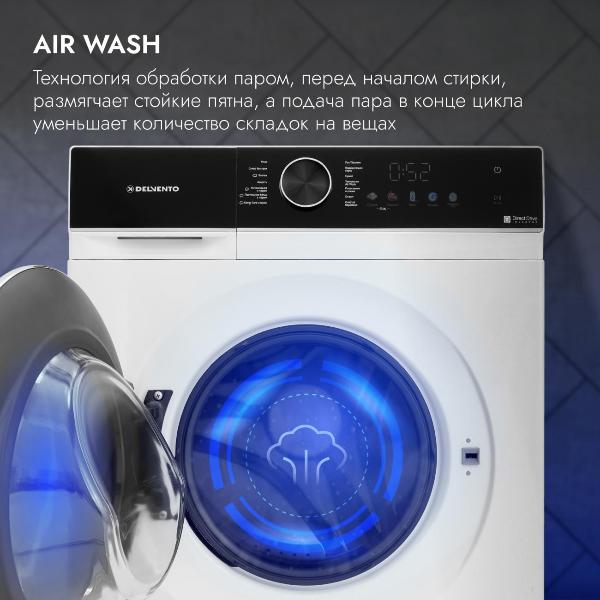 AIR WASH
Технология обработки паром, перед началом стирки,
размягчает стойкие пятна, а подача пара в конце цикла
уменьшает количество складок на вещах
DELVENTO
0:52
Direct Drive